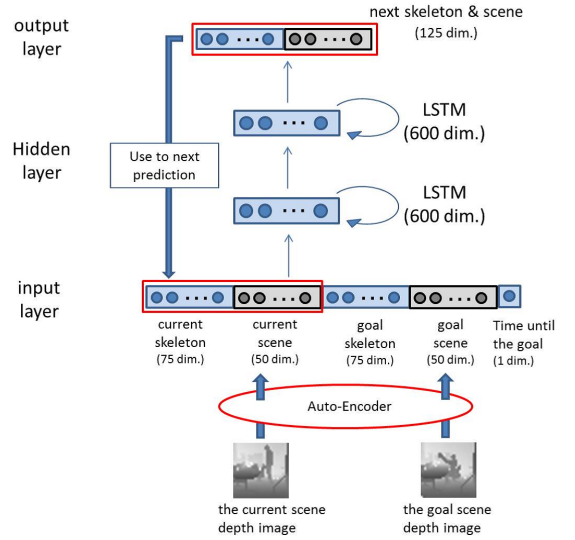 next skeleton & scene
(125 dim.)
output
layer
LSTM
(600 dim.)
Hidden
layer
Use to next
prediction
LSTM
(600 dim.)
input
layer
current
skeleton
(75 dim.)
current
scene
(50 dim.)
goal
skeleton
(75 dim.)
goal
scene
(50 dim.)
Time until
the goal
(1 dim.)
Auto-Encoder
the current scene
depth image
the goal scene
depth image